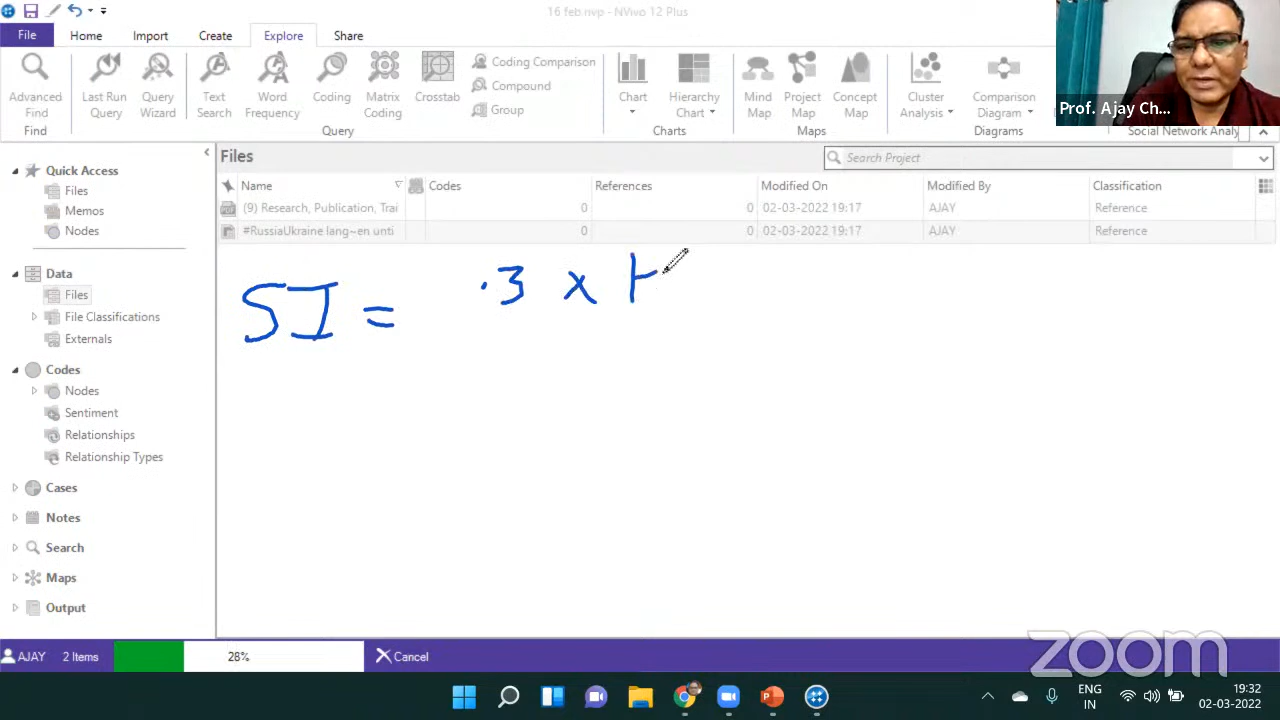 16 feb.nvp - NVivo 12 Plus
File Home Import Create Explore Share
Advanced Find
Last Run Query
Query Wizard
Text Search
Word Frequency
Coding
Matrix Coding
Crosstab
Coding Comparison
Compound
Group
Chart
Hierarchy Chart
Mind Map
Project Map
Concept Map
Cluster Analysis
Comparison Diagram
Find Query Charts Maps Diagrams Social Network Analy
Prof. Ajay Ch...
Quick Access
Files
Memos
Nodes
Data
Files
File Classifications
Externals
Codes
Nodes
Sentiment
Relationships
Relationship Types
Cases
Notes
Search
Maps
Output
Files
Search Project
Name Codes References Modified On Modified By Classification
(9) Research, Publication, Trai 0 0 02-03-2022 19:17 AJAY Reference
#RussiaUkraine lang~en unti 0 0 02-03-2022 19:17 AJAY Reference
SI = .3 x
AJAY 2 Items 28% Cancel
zoom
ENG IN
19:32
02-03-2022